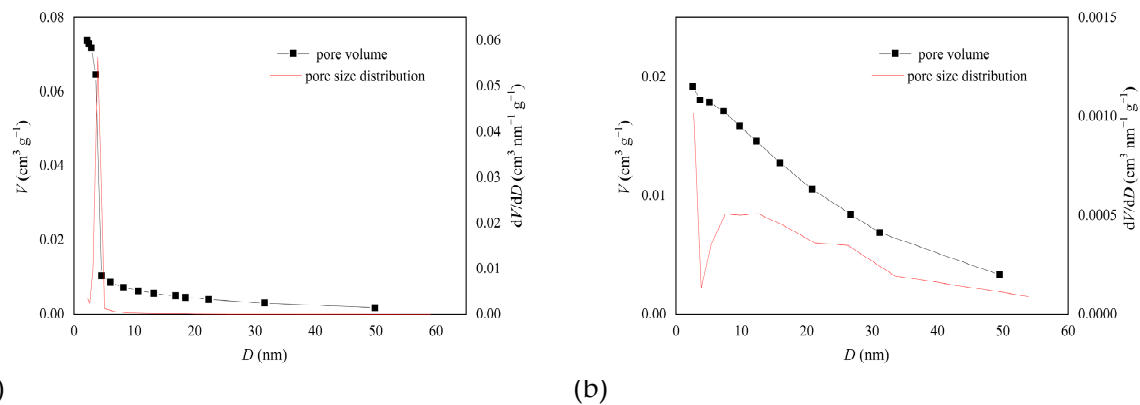 0.08
0.06
0.04
0.02
0.00
V (cm³ g⁻¹)
pore volume
pore size distribution
0.06
0.05
0.04
0.03
0.02
0.01
0.00
dV/dD (cm³ nm⁻¹ g⁻¹)
0 10 20 30 40 50 60
D (nm)
)
0.02
0.01
0.00
V (cm³ g⁻¹)
pore volume
pore size distribution
0.0015
0.0010
0.0005
0.0000
dV/dD (cm³ nm⁻¹ g⁻¹)
0 10 20 30 40 50 60
D (nm)
(b)